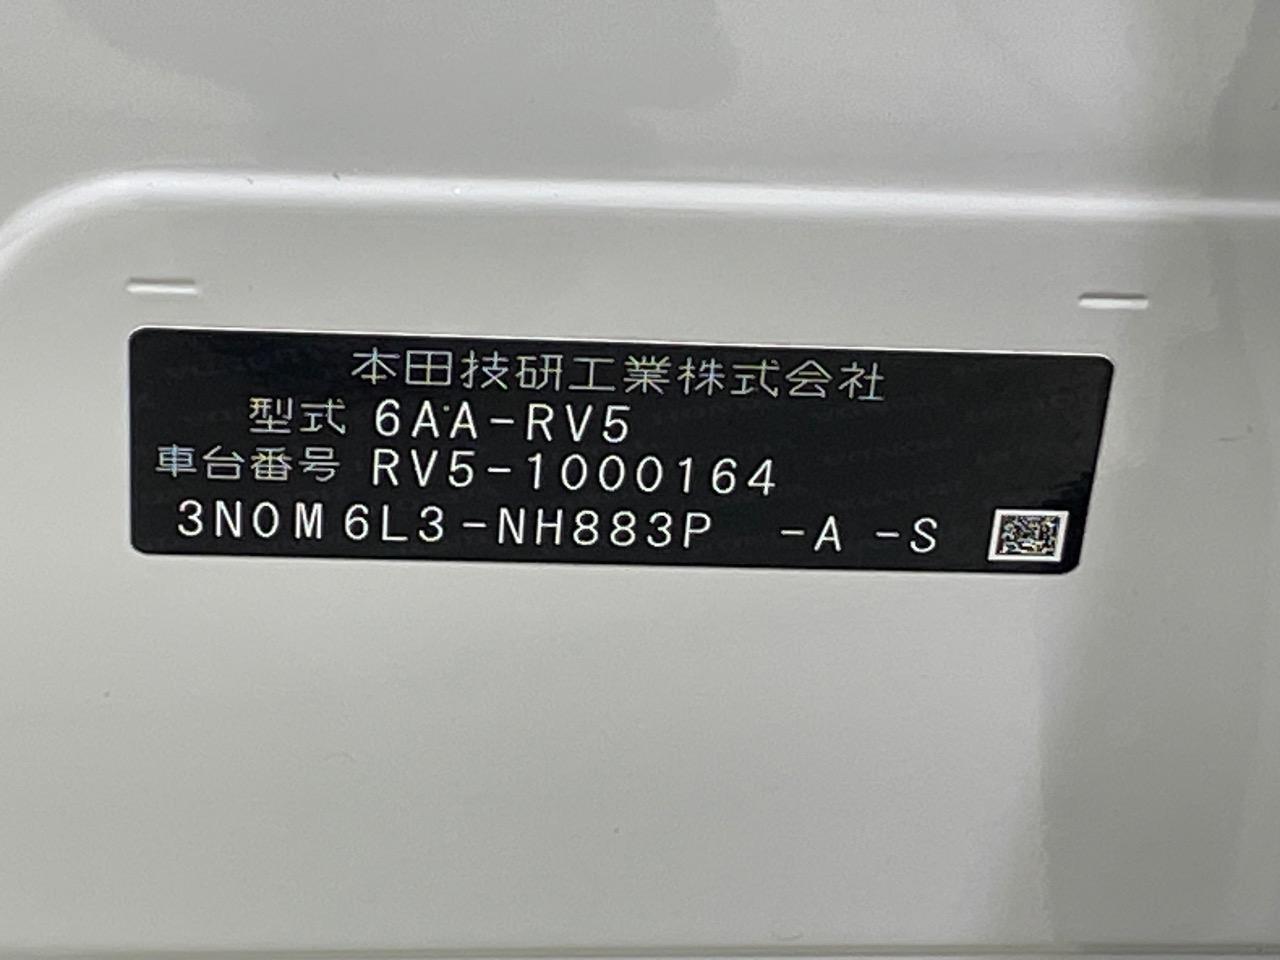 本田技研工業株式会社
型式 6AA-RV5
車台番号 RV5-1000164
3N0M6L3-NH883P -A -S